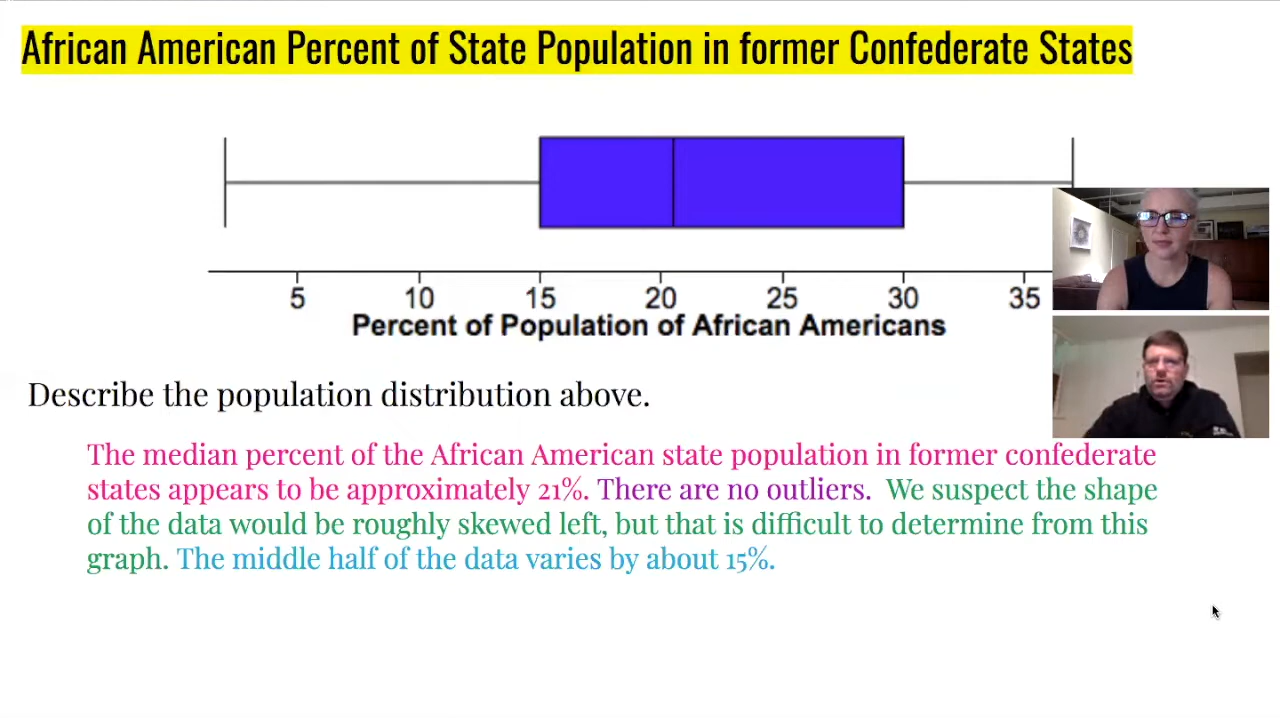 African American Percent of State Population in former Confederate States
5 10 15 20 25 30 35
Percent of Population of African Americans
Describe the population distribution above.
The median percent of the African American state population in former confederate
states appears to be approximately 21%. There are no outliers. We suspect the shape
of the data would be roughly skewed left, but that is difficult to determine from this
graph. The middle half of the data varies by about 15%.